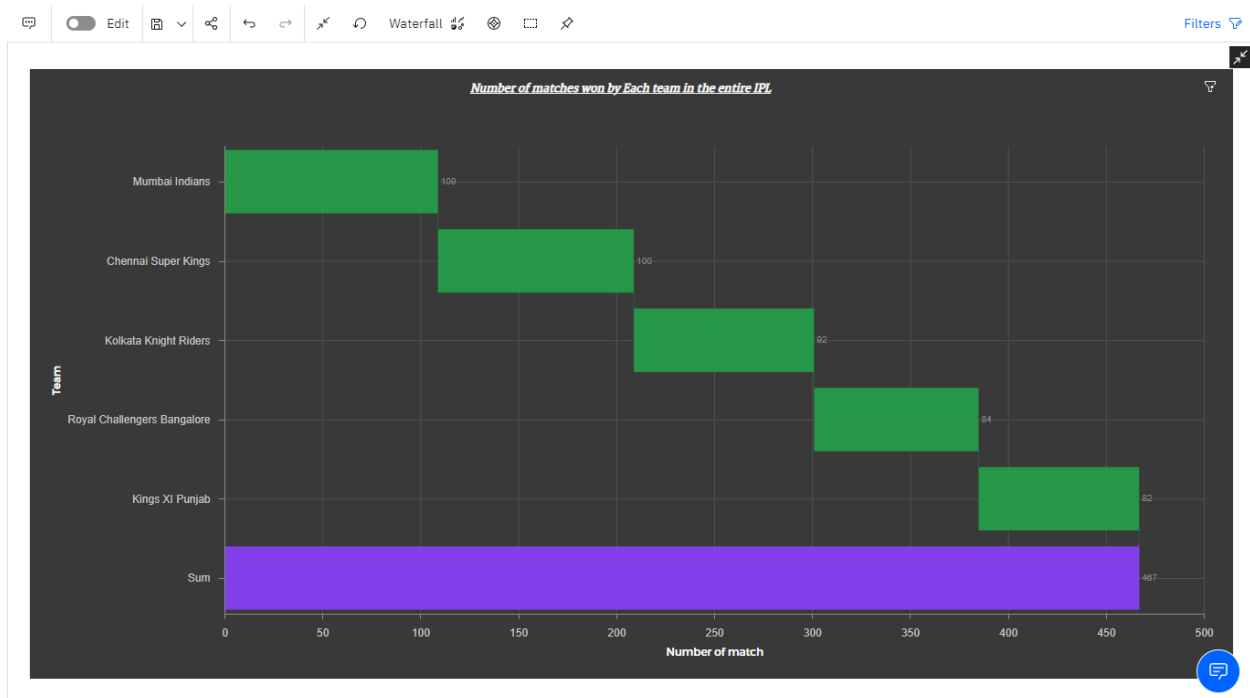 Edit Waterfall Filters
Number of matches won by Each team in the entire IPL
Mumbai Indians 109
Chennai Super Kings 100
Kolkata Knight Riders 92
Team
Royal Challengers Bangalore 84
Kings XI Punjab 82
Sum 467
0 50 100 150 200 250 300 350 400 450 500
Number of match